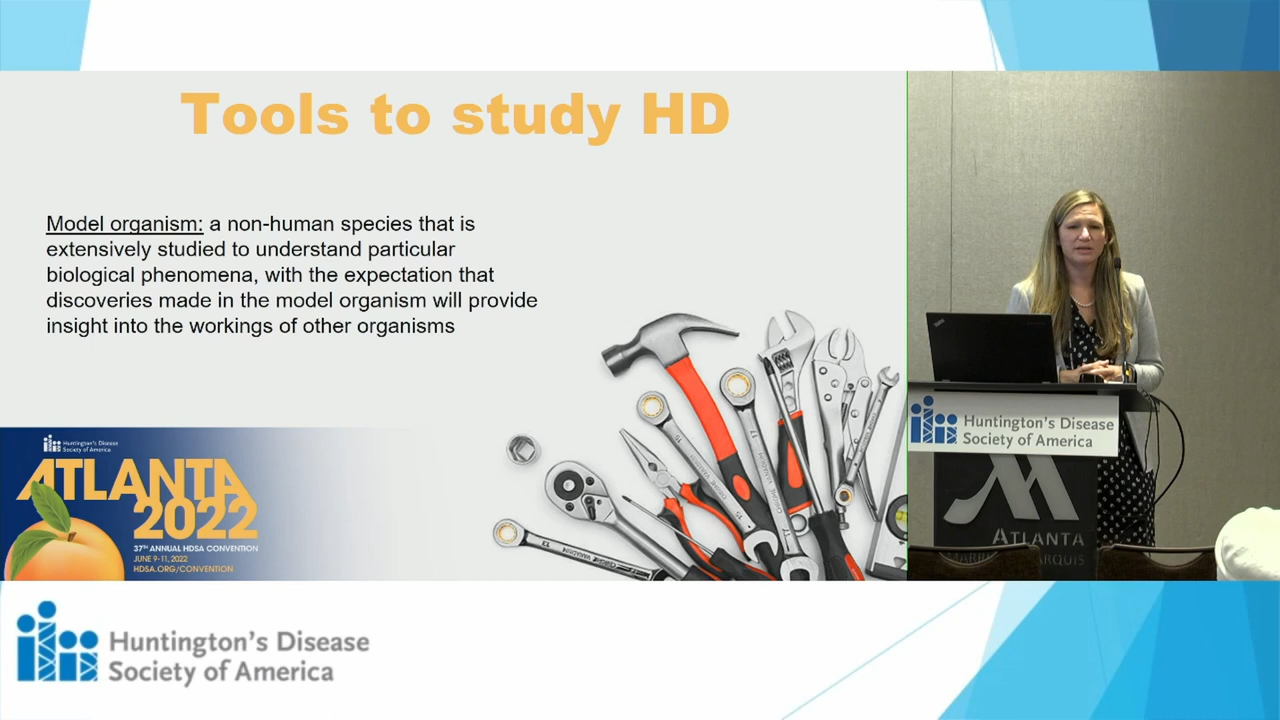 Tools to study HD
Model organism: a non-human species that is
extensively studied to understand particular
biological phenomena, with the expectation that
discoveries made in the model organism will provide
insight into the workings of other organisms
Huntington's Disease
Society of America
ATLANTA
2022
37TH ANNUAL HDSA CONVENTION
JUNE 9-11, 2022
HDSA.ORG/CONVENTION
Huntington's Disease
Society of America
ATLANTA
MARQUIS
Huntington's Disease
Society of America